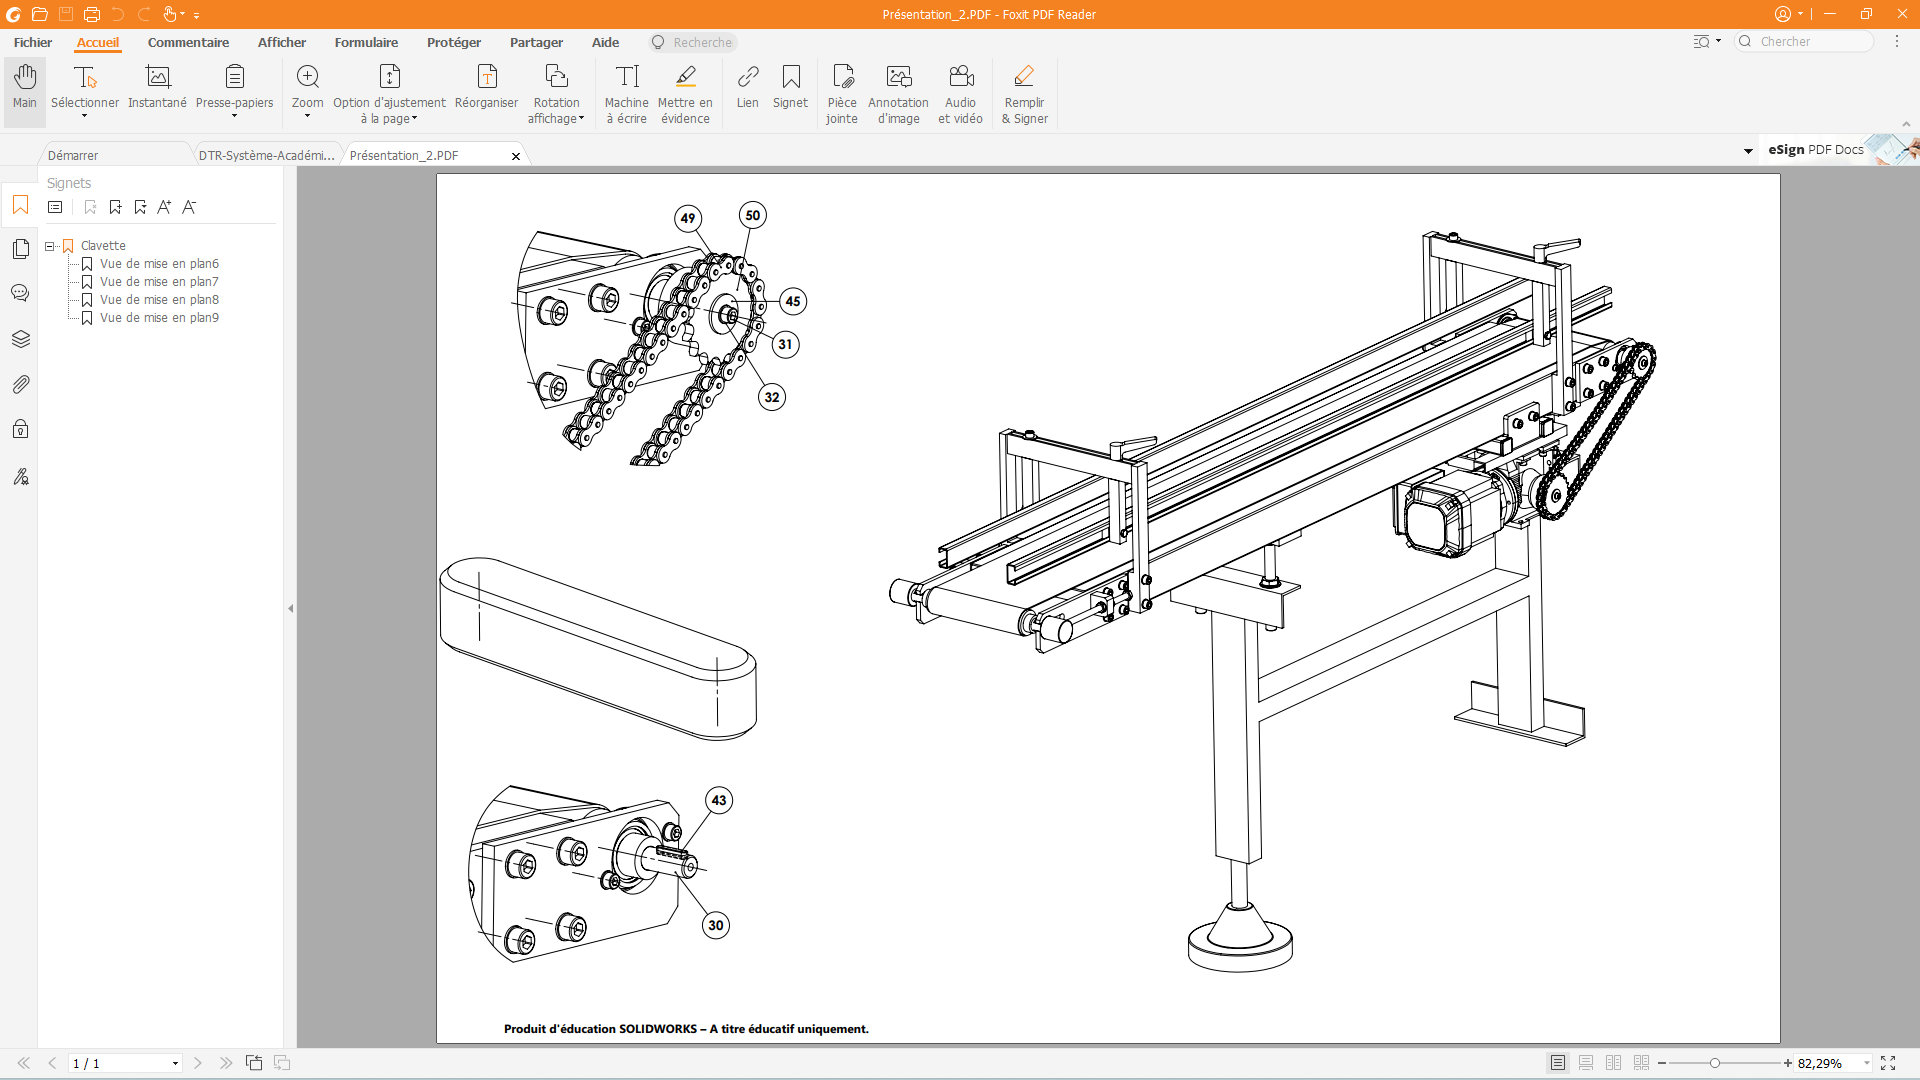 Présentation_2.PDF - Foxit PDF Reader
Fichier Accueil Commentaire Afficher Formulaire Protéger Partager Aide Recherche Chercher
Main Sélectionner Instantané Presse-papiers Zoom Option d'ajustement à la page Réorganiser Rotation affichage Machine à écrire Mettre en évidence Lien Signet Pièce jointe Annotation d'image Audio et vidéo Remplir & Signer
Démarrer DTR-Système-Académi... Présentation_2.PDF eSign PDF Docs
Signets
Clavette
Vue de mise en plan6
Vue de mise en plan7
Vue de mise en plan8
Vue de mise en plan9
49
50
45
31
32
43
30
Produit d'éducation SOLIDWORKS – A titre éducatif uniquement.
1 / 1
82,29%